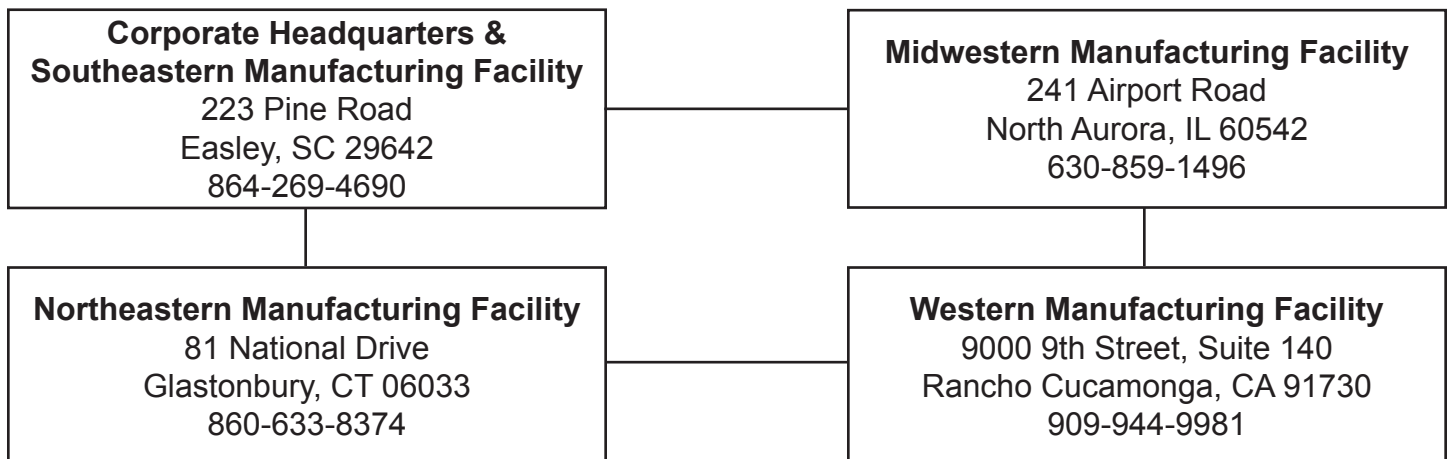 Corporate Headquarters &
Southeastern Manufacturing Facility
223 Pine Road
Easley, SC 29642
864-269-4690
Midwestern Manufacturing Facility
241 Airport Road
North Aurora, IL 60542
630-859-1496
Northeastern Manufacturing Facility
81 National Drive
Glastonbury, CT 06033
860-633-8374
Western Manufacturing Facility
9000 9th Street, Suite 140
Rancho Cucamonga, CA 91730
909-944-9981